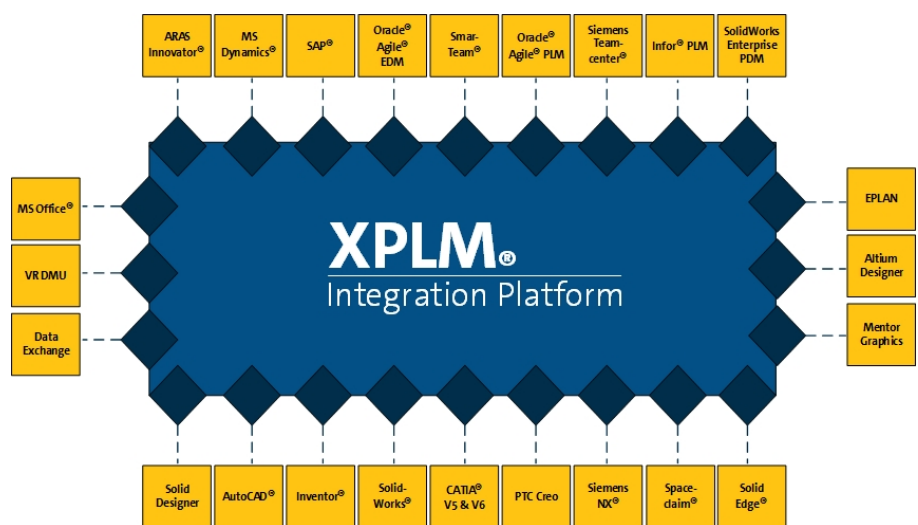 ARAS
Innovator®
MS
Dynamics®
SAP®
Oracle®
Agile®
EDM
Smar-
Team®
Oracle®
Agile® PLM
Siemens
Team-
center®
Infor® PLM
SolidWorks
Enterprise
PDM
MS Office®
VR DMU
Data
Exchange
XPLM®
Integration Platform
EPLAN
Altium
Designer
Mentor
Graphics
Solid
Designer
AutoCAD®
Inventor®
Solid-
Works®
CATIA®
V5 & V6
PTC Creo
Siemens
NX®
Space-
claim®
Solid
Edge®